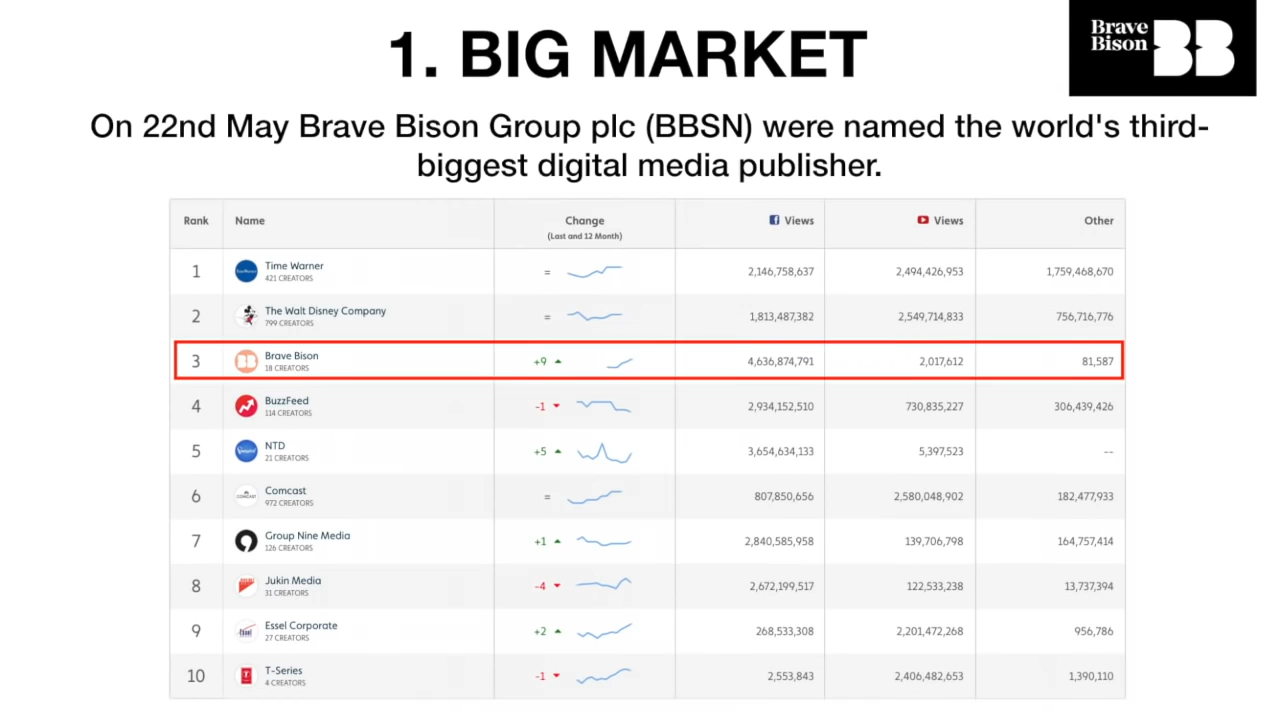 Brave
Bison BB
1. BIG MARKET
On 22nd May Brave Bison Group plc (BBSN) were named the world's third-
biggest digital media publisher.
Rank Name Change Views Views Other
(Last and 12 Month)
1 Time Warner = 2,146,758,637 2,494,426,953 1,759,468,670
421 CREATORS
2 The Walt Disney Company = 1,813,487,382 2,549,714,833 756,716,776
799 CREATORS
3 Brave Bison +9 4,636,874,791 2,017,612 81,587
18 CREATORS
4 BuzzFeed -1 2,934,152,510 730,835,227 306,439,426
114 CREATORS
5 NTD +5 3,654,634,133 5,397,523 --
21 CREATORS
6 Comcast = 807,850,656 2,580,048,902 182,477,933
972 CREATORS
7 Group Nine Media +1 2,840,585,958 139,706,798 164,757,414
126 CREATORS
8 Jukin Media -4 2,672,199,517 122,533,238 13,737,394
31 CREATORS
9 Essel Corporate +2 268,533,308 2,201,472,268 956,786
27 CREATORS
10 T-Series -1 2,553,843 2,406,482,653 1,390,110
4 CREATORS